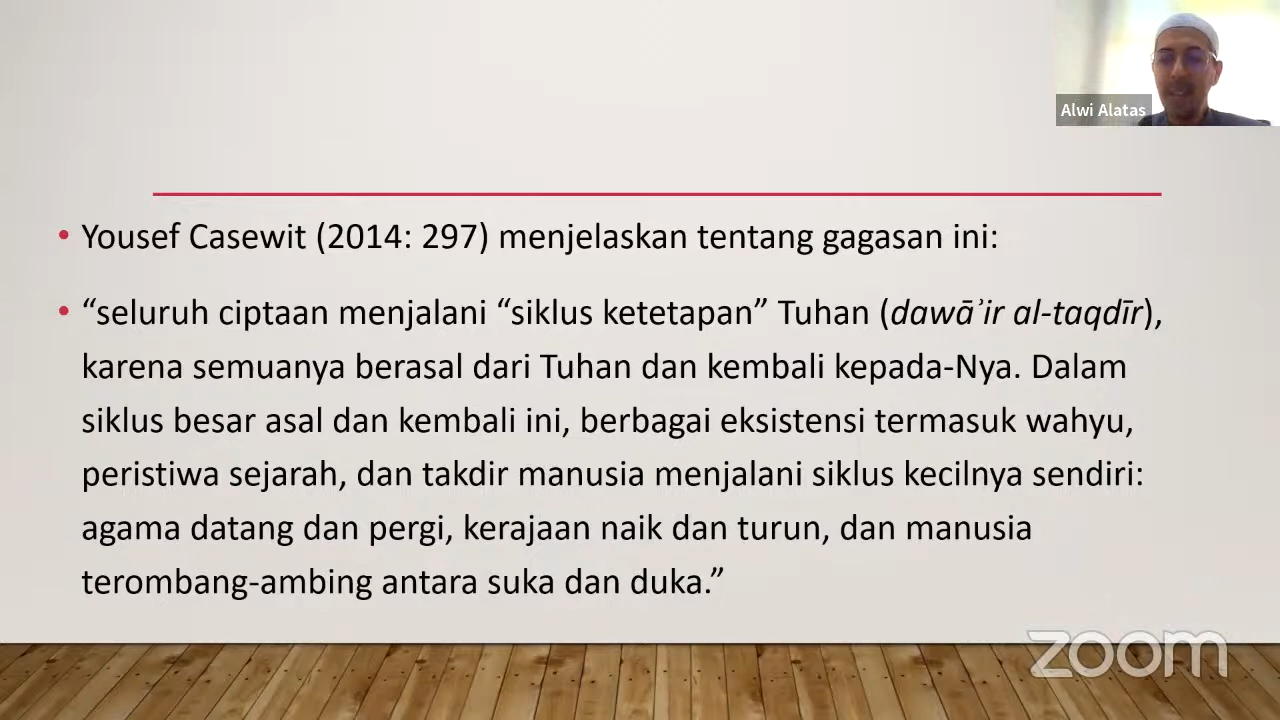 Alwi Alatas
• Yousef Casewit (2014: 297) menjelaskan tentang gagasan ini:
• “seluruh ciptaan menjalani “siklus ketetapan” Tuhan (dawāʾir al-taqdīr),
karena semuanya berasal dari Tuhan dan kembali kepada-Nya. Dalam
siklus besar asal dan kembali ini, berbagai eksistensi termasuk wahyu,
peristiwa sejarah, dan takdir manusia menjalani siklus kecilnya sendiri:
agama datang dan pergi, kerajaan naik dan turun, dan manusia
terombang-ambing antara suka dan duka.”
zoom